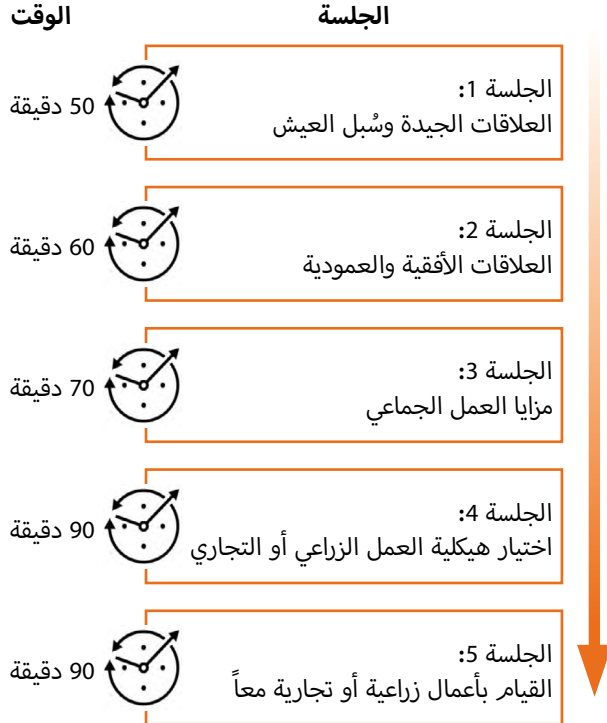 الجلسة
الوقت
الجلسة 1:
العلاقات الجيدة وسُبل العيش
50 دقيقة
الجلسة 2:
العلاقات الأفقية والعمودية
60 دقيقة
الجلسة 3:
مزايا العمل الجماعي
70 دقيقة
الجلسة 4:
اختيار هيكلية العمل الزراعي أو التجاري
90 دقيقة
الجلسة 5:
القيام بأعمال زراعية أو تجارية معاً
90 دقيقة